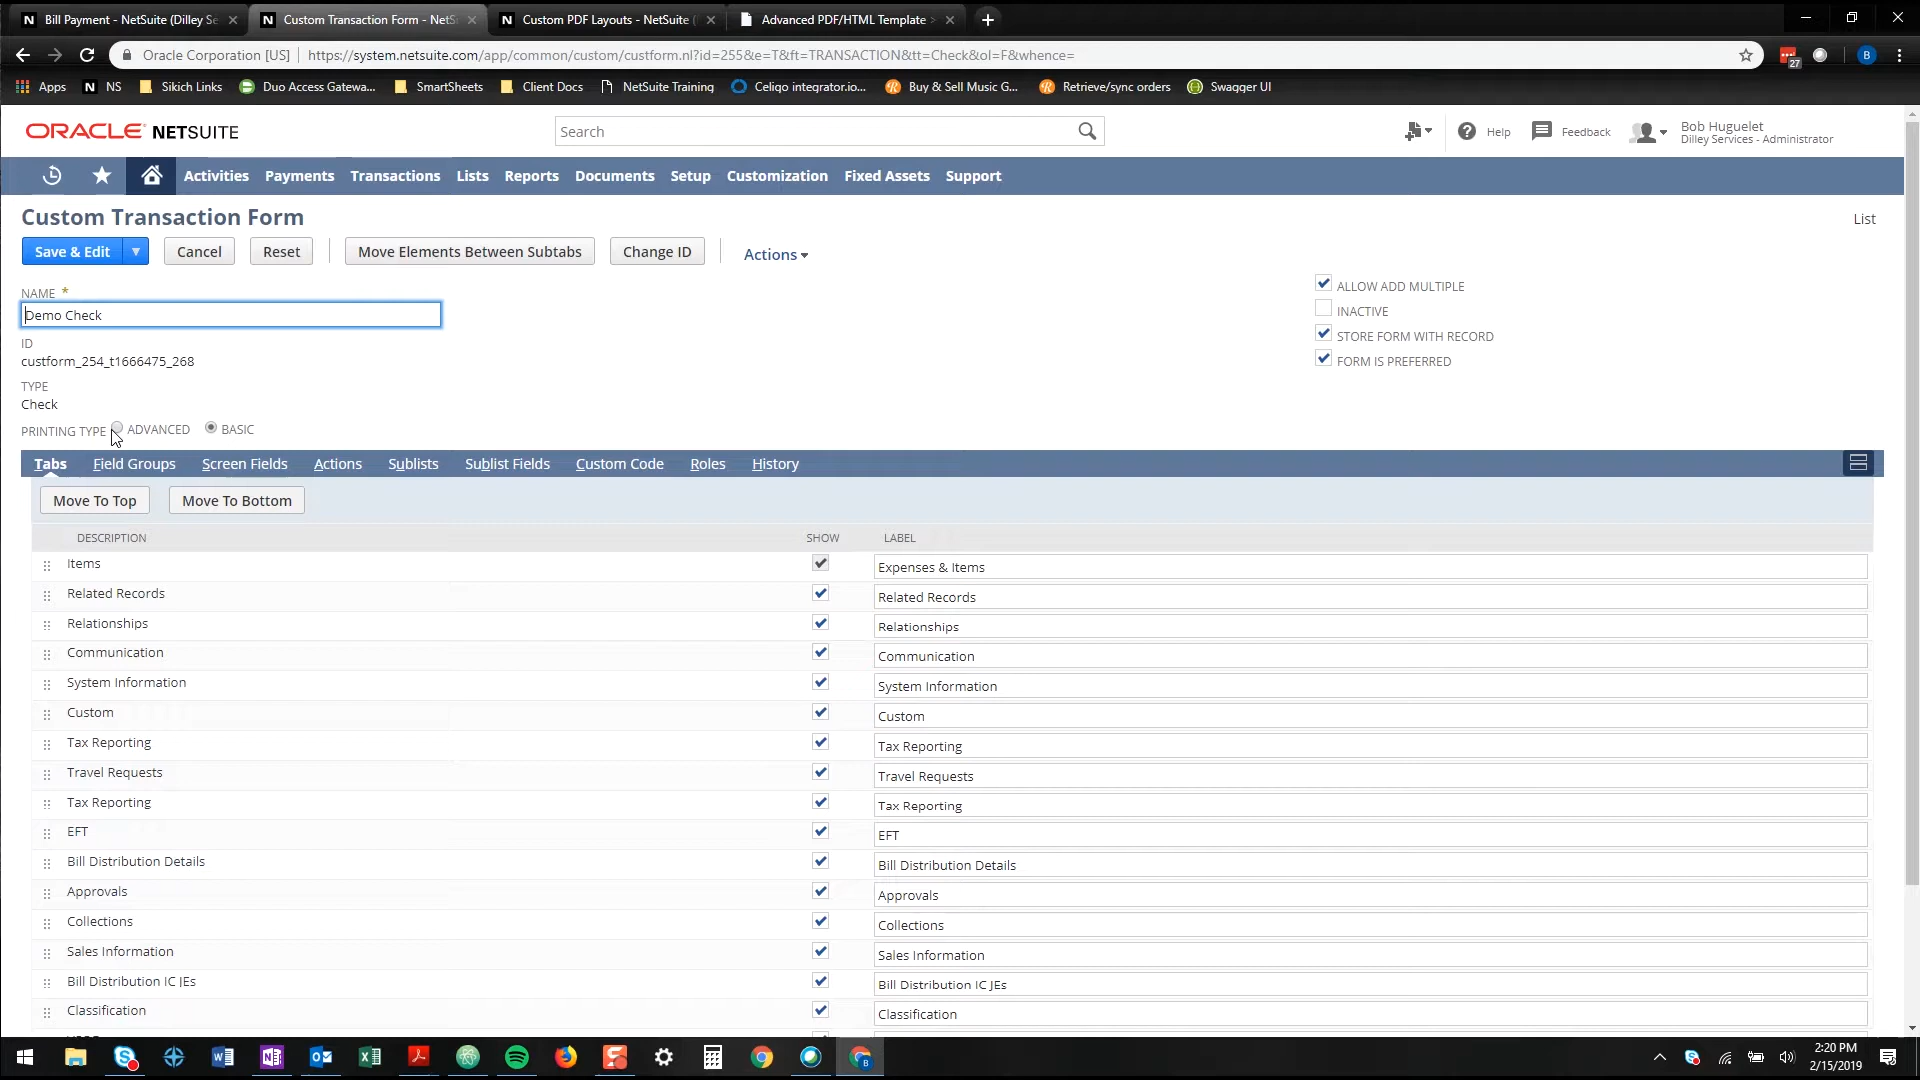 Bill Payment - NetSuite (Dilley Se
Custom Transaction Form - NetS
Custom PDF Layouts - NetSuite (
Advanced PDF/HTML Template >
Oracle Corporation [US] | https://system.netsuite.com/app/common/custom/custform.nl?id=255&e=T&ft=TRANSACTION&tt=Check&ol=F&whence=
27
B
Apps
NS
Sikich Links
Duo Access Gatewa...
SmartSheets
Client Docs
NetSuite Training
Celigo integrator.io...
Buy & Sell Music G...
Retrieve/sync orders
Swagger UI
ORACLE NETSUITE
Search
Help
Feedback
Bob Huguelet
Dilley Services - Administrator
Activities
Payments
Transactions
Lists
Reports
Documents
Setup
Customization
Fixed Assets
Support
Custom Transaction Form
List
Save & Edit
Cancel
Reset
Move Elements Between Subtabs
Change ID
Actions
NAME *
Demo Check
ID
custform_254_t1666475_268
TYPE
Check
PRINTING TYPE ADVANCED BASIC
ALLOW ADD MULTIPLE
INACTIVE
STORE FORM WITH RECORD
FORM IS PREFERRED
Tabs
Field Groups
Screen Fields
Actions
Sublists
Sublist Fields
Custom Code
Roles
History
Move To Top
Move To Bottom
DESCRIPTION SHOW LABEL
Items Expenses & Items
Related Records Related Records
Relationships Relationships
Communication Communication
System Information System Information
Custom Custom
Tax Reporting Tax Reporting
Travel Requests Travel Requests
Tax Reporting Tax Reporting
EFT EFT
Bill Distribution Details Bill Distribution Details
Approvals Approvals
Collections Collections
Sales Information Sales Information
Bill Distribution IC JEs Bill Distribution IC JEs
Classification Classification
2:20 PM
2/15/2019